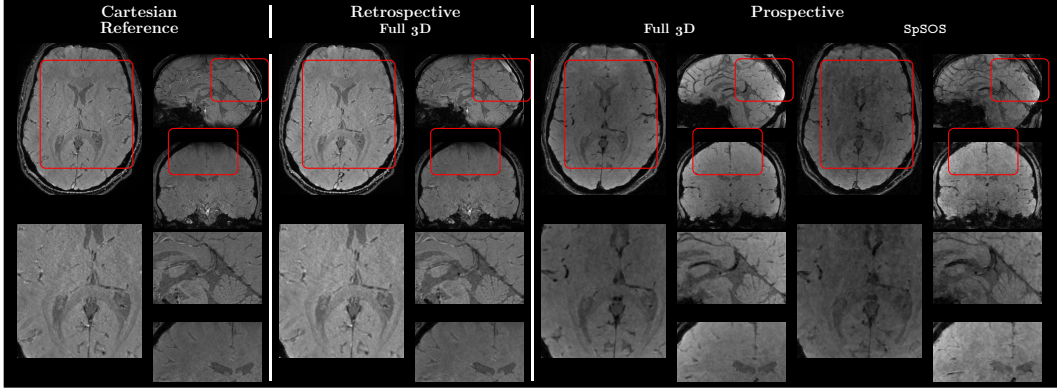 Cartesian
Reference
Retrospective
Full 3D
Prospective
Full 3D
SpSOS